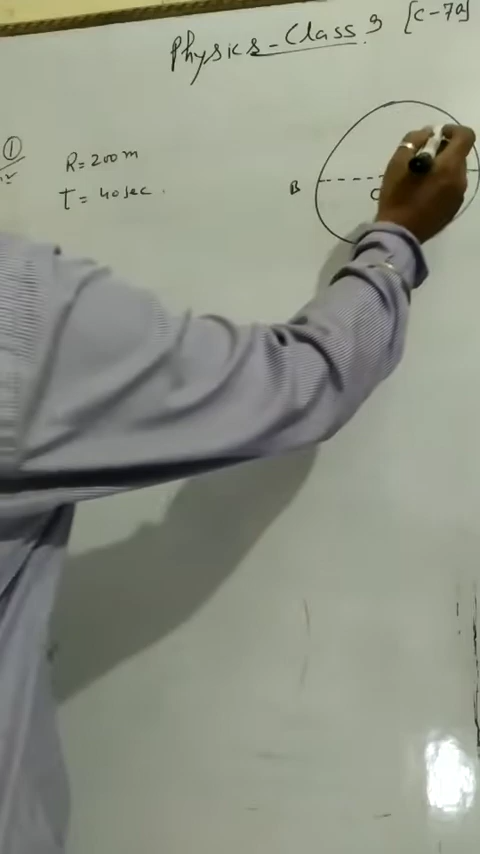 Physics - Class 9 [C-7a]
①
R = 200 m
T = 40 sec.
B